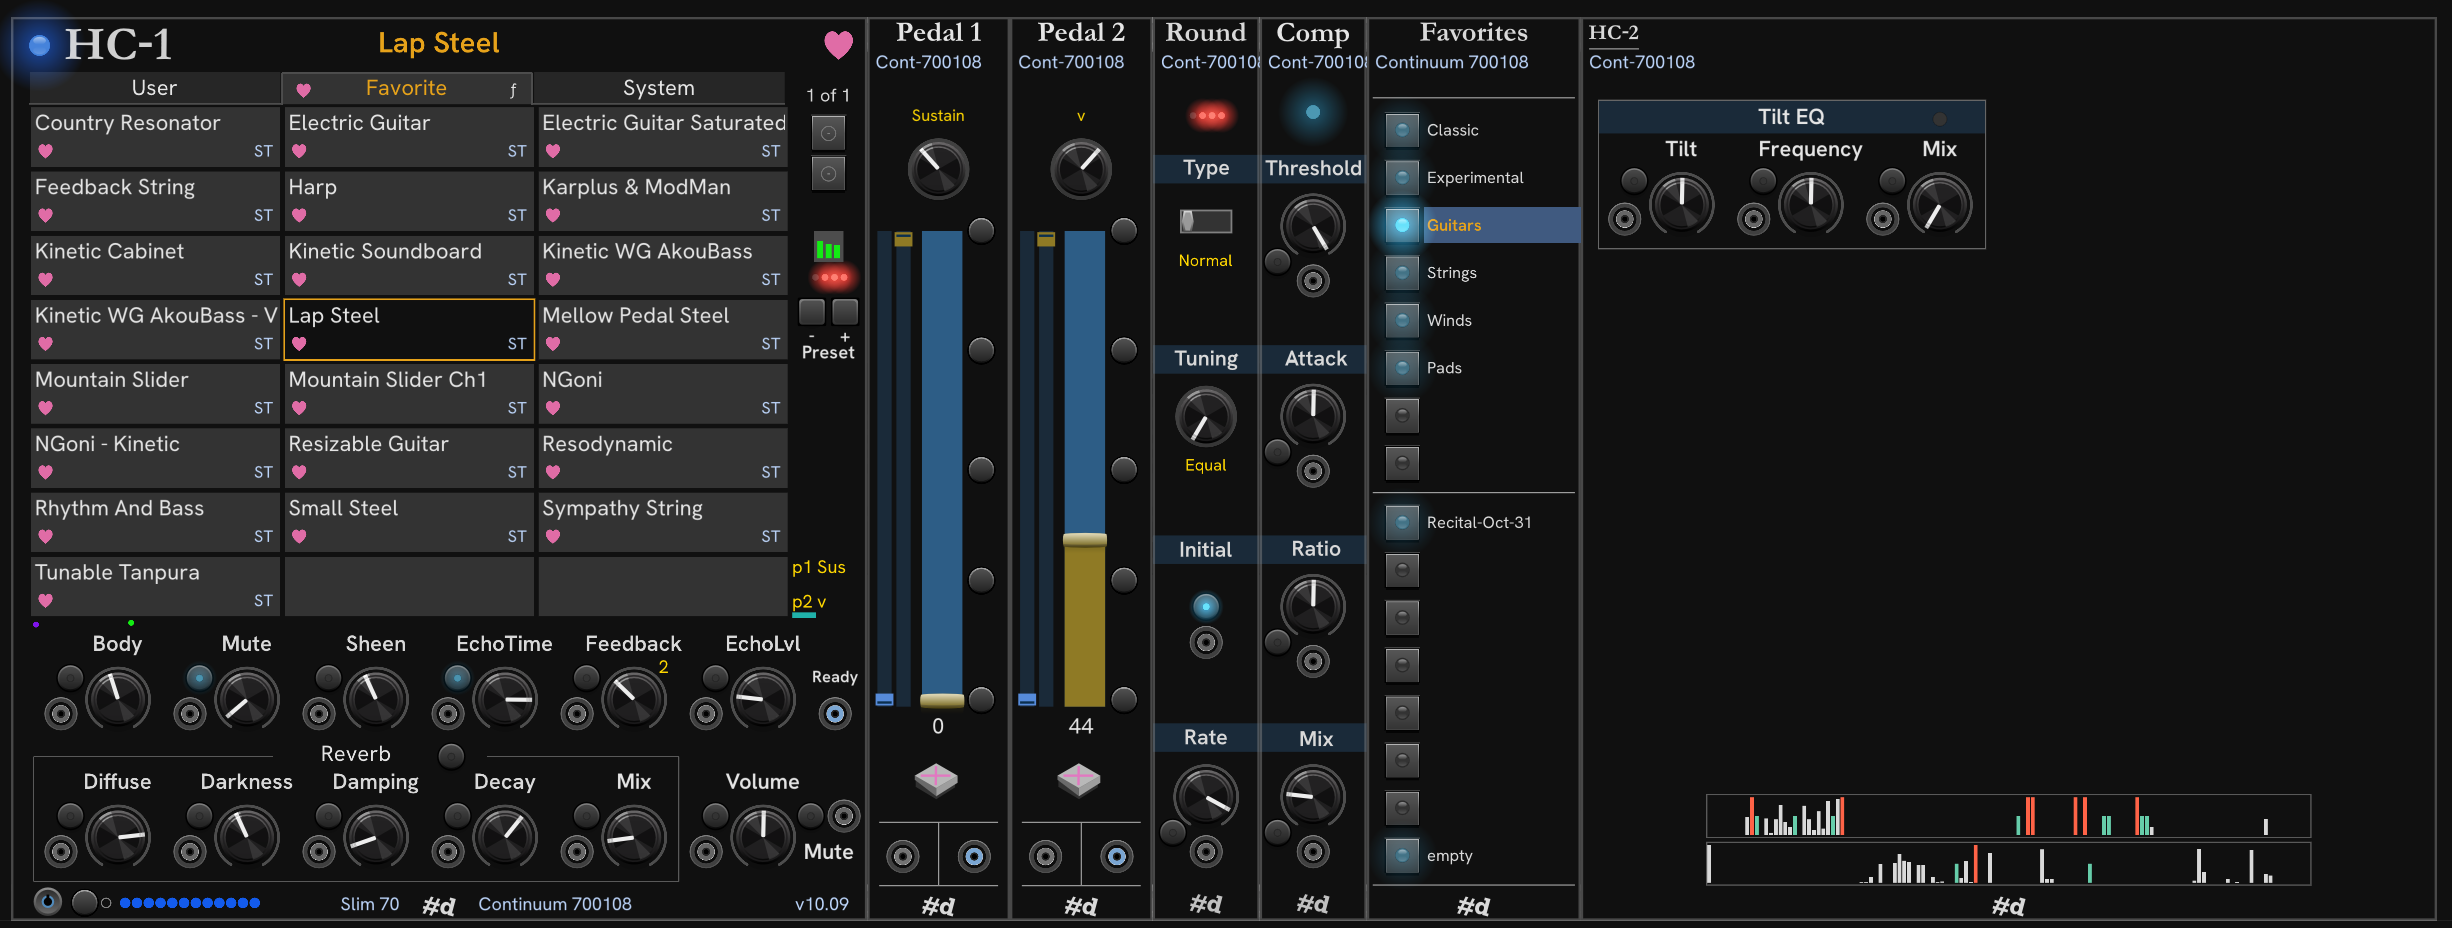 HC-1
Lap Steel
User
Favorite
ƒ
System
Country Resonator
ST
Electric Guitar
ST
Electric Guitar Saturated
ST
Feedback String
ST
Harp
ST
Karplus & ModMan
ST
Kinetic Cabinet
ST
Kinetic Soundboard
ST
Kinetic WG AkouBass
ST
Kinetic WG AkouBass - V
ST
Lap Steel
ST
Mellow Pedal Steel
ST
Mountain Slider
ST
Mountain Slider Ch1
ST
NGoni
ST
NGoni - Kinetic
ST
Resizable Guitar
ST
Resodynamic
ST
Rhythm And Bass
ST
Small Steel
ST
Sympathy String
ST
Tunable Tanpura
ST
1 of 1
- +
Preset
p1 Sus
p2 v
Body
Mute
Sheen
EchoTime
Feedback
2
EchoLvl
Ready
Reverb
Diffuse
Darkness
Damping
Decay
Mix
Volume
Mute
Slim 70
#d
Continuum 700108
v10.09
Pedal 1
Cont-700108
Sustain
0
#d
Pedal 2
Cont-700108
v
44
#d
Round
Cont-70010
Type
Normal
Tuning
Equal
Initial
Rate
#d
Comp
Cont-70010
Threshold
Attack
Ratio
Mix
#d
Favorites
Continuum 700108
Classic
Experimental
Guitars
Strings
Winds
Pads
Recital-Oct-31
empty
#d
HC-2
Cont-700108
Tilt EQ
Tilt
Frequency
Mix
#d